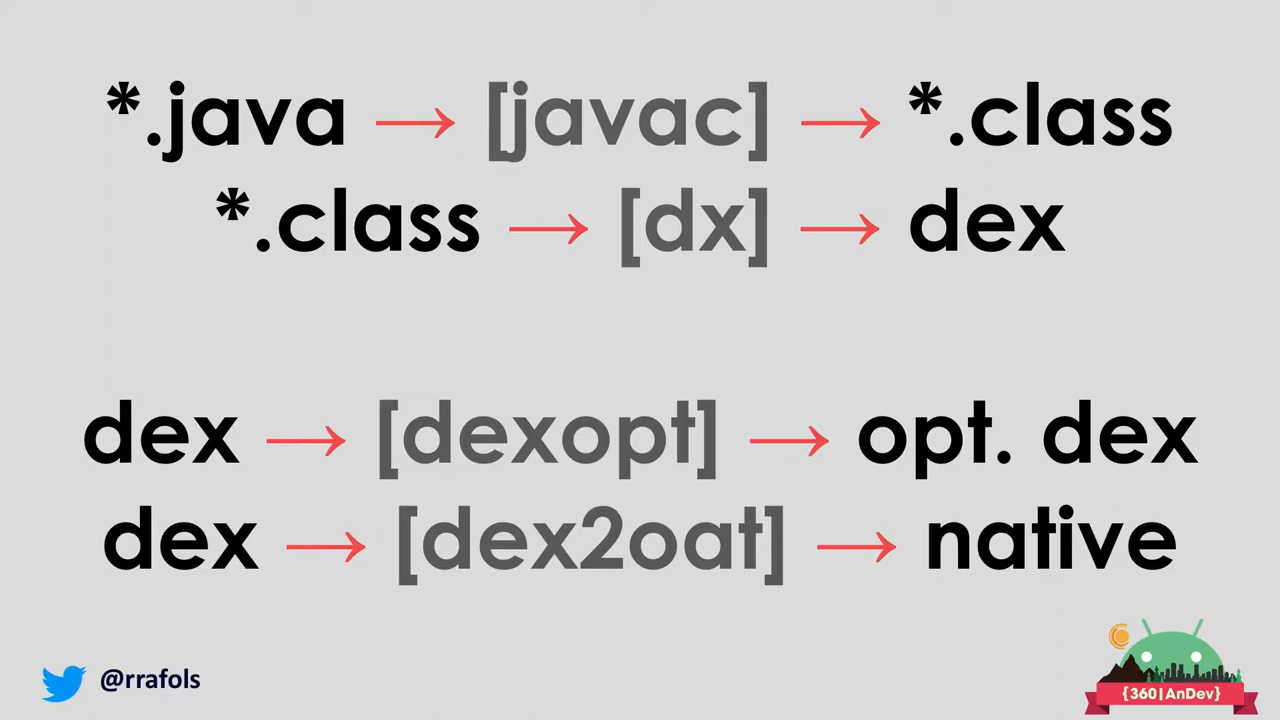 *.java → [javac] → *.class
*.class → [dx] → dex
dex → [dexopt] → opt. dex
dex → [dex2oat] → native
@rrafols
{360|AnDev}